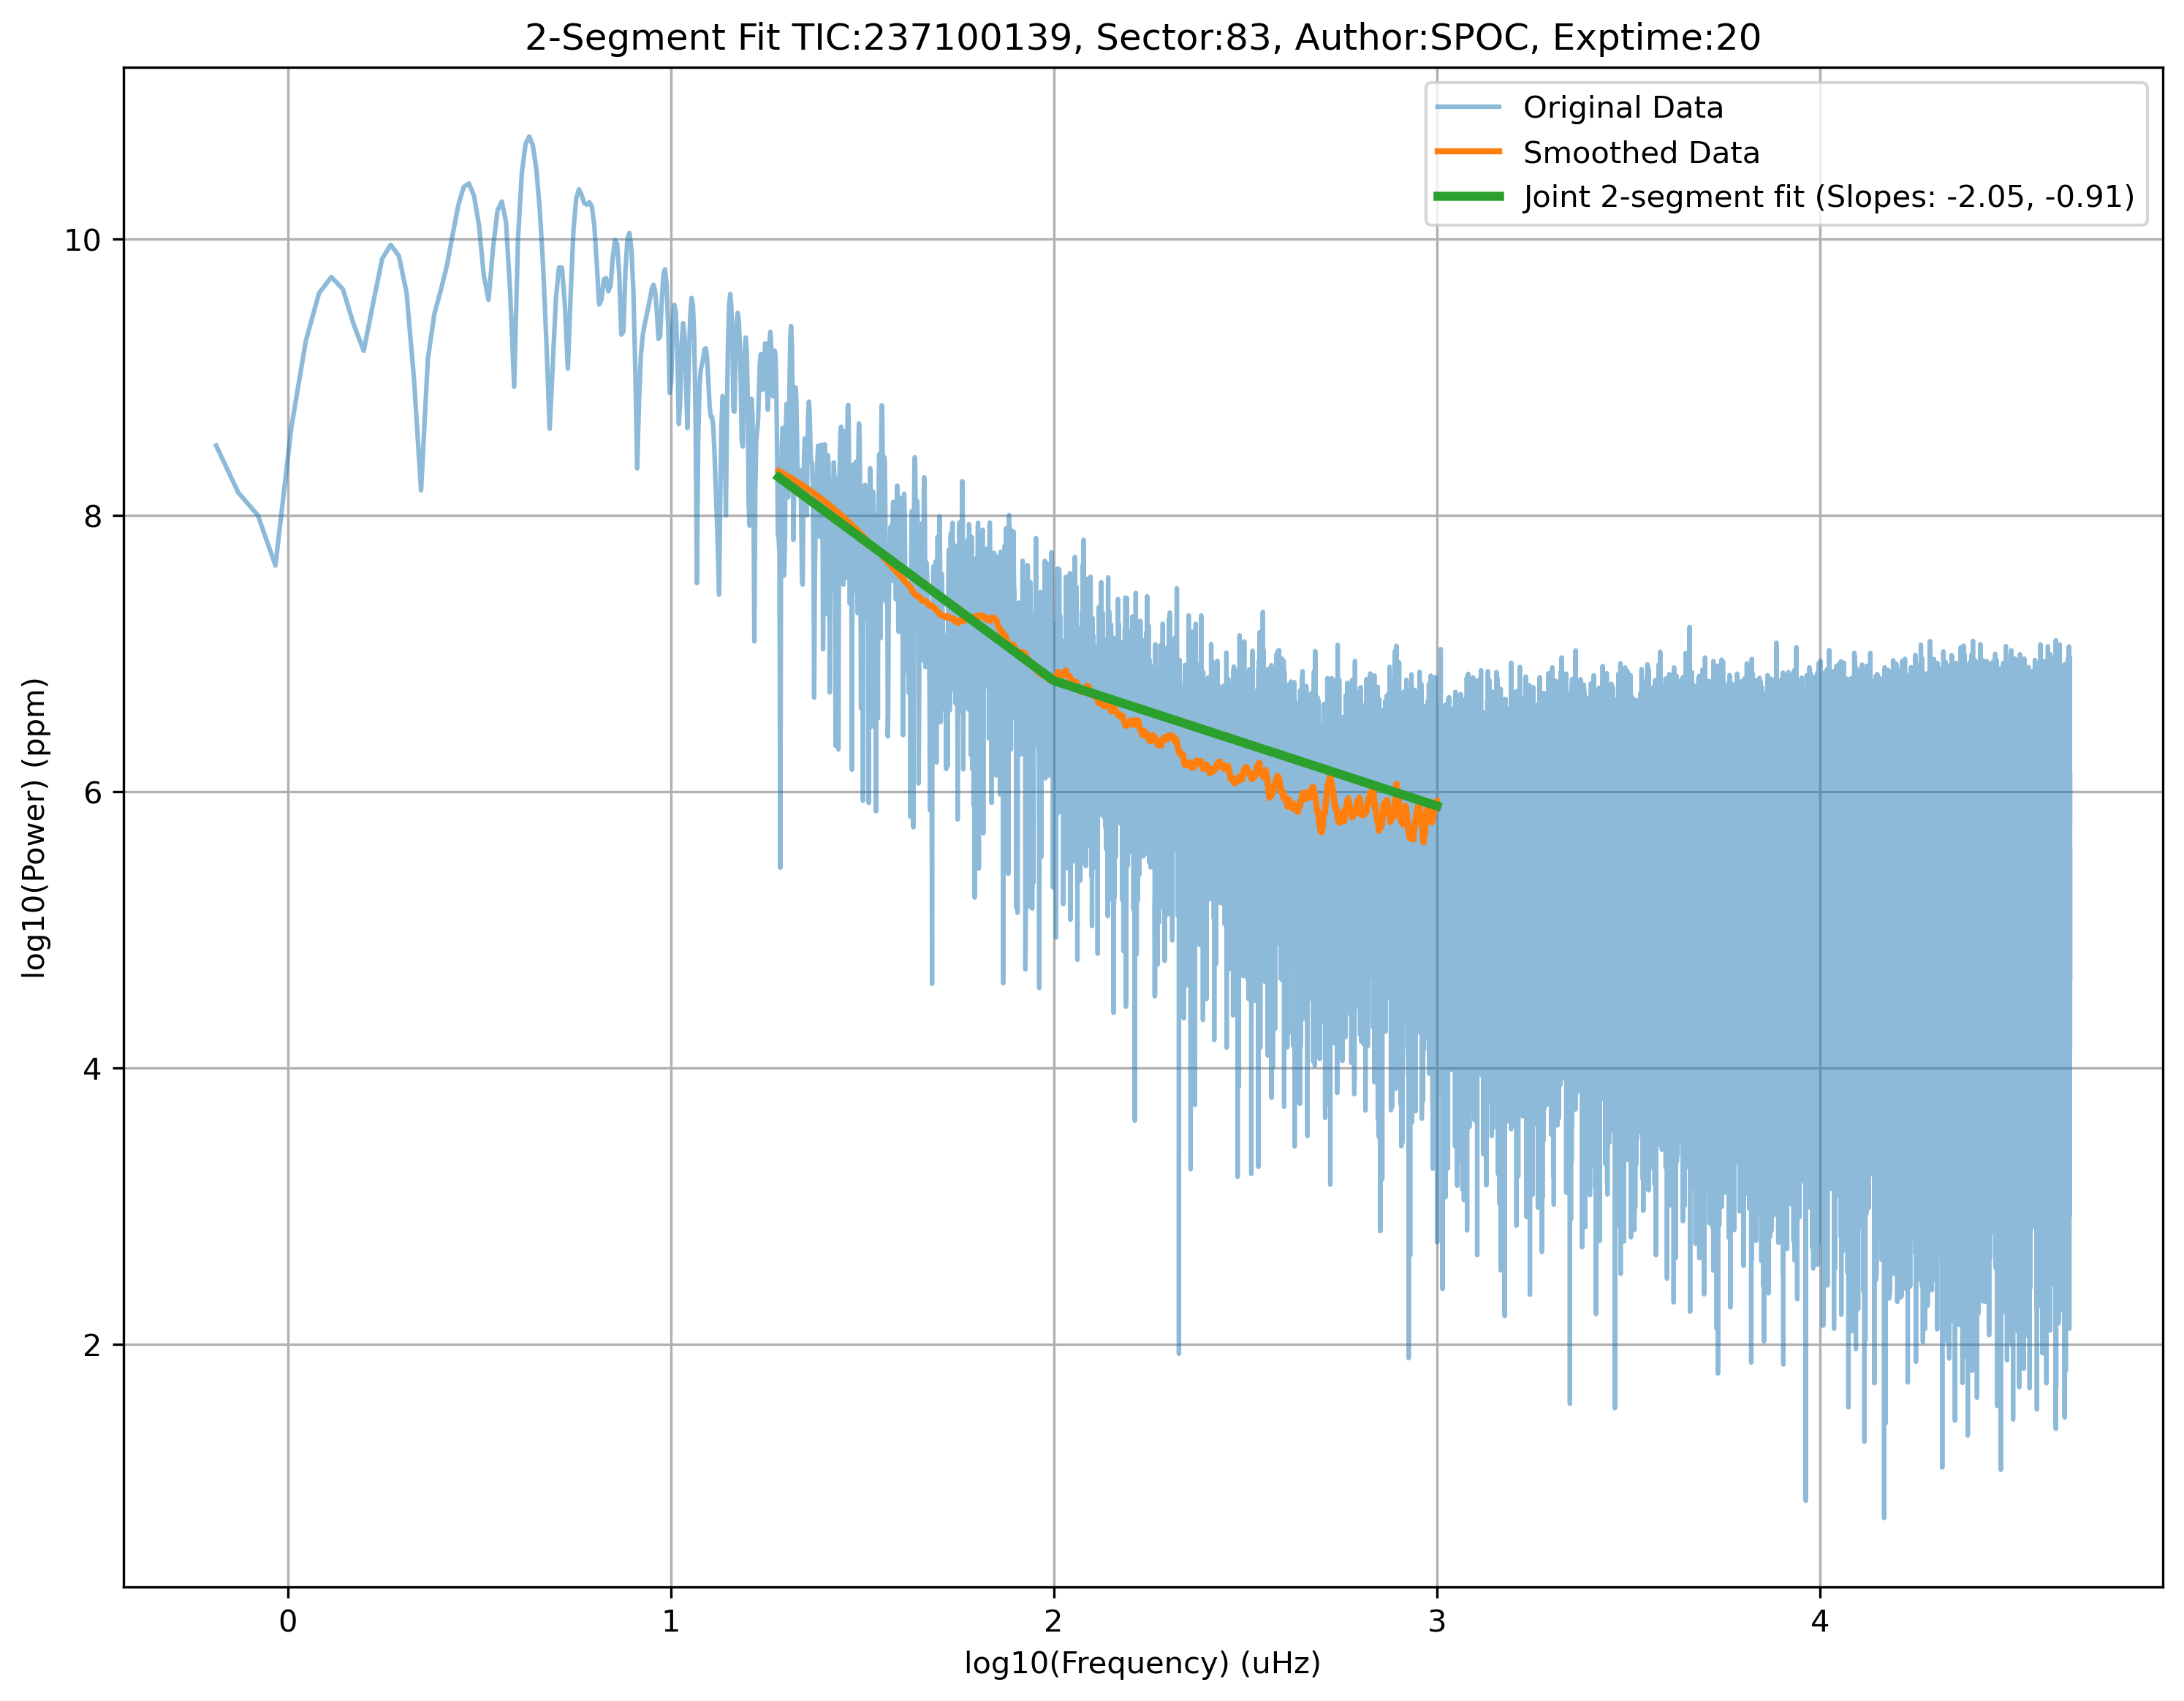 2-Segment Fit TIC:237100139, Sector:83, Author:SPOC, Exptime:20
Original Data
Smoothed Data
Joint 2-segment fit (Slopes: -2.05, -0.91)
log10(Power) (ppm)
10
8
6
4
2
0 1 2 3 4
log10(Frequency) (uHz)